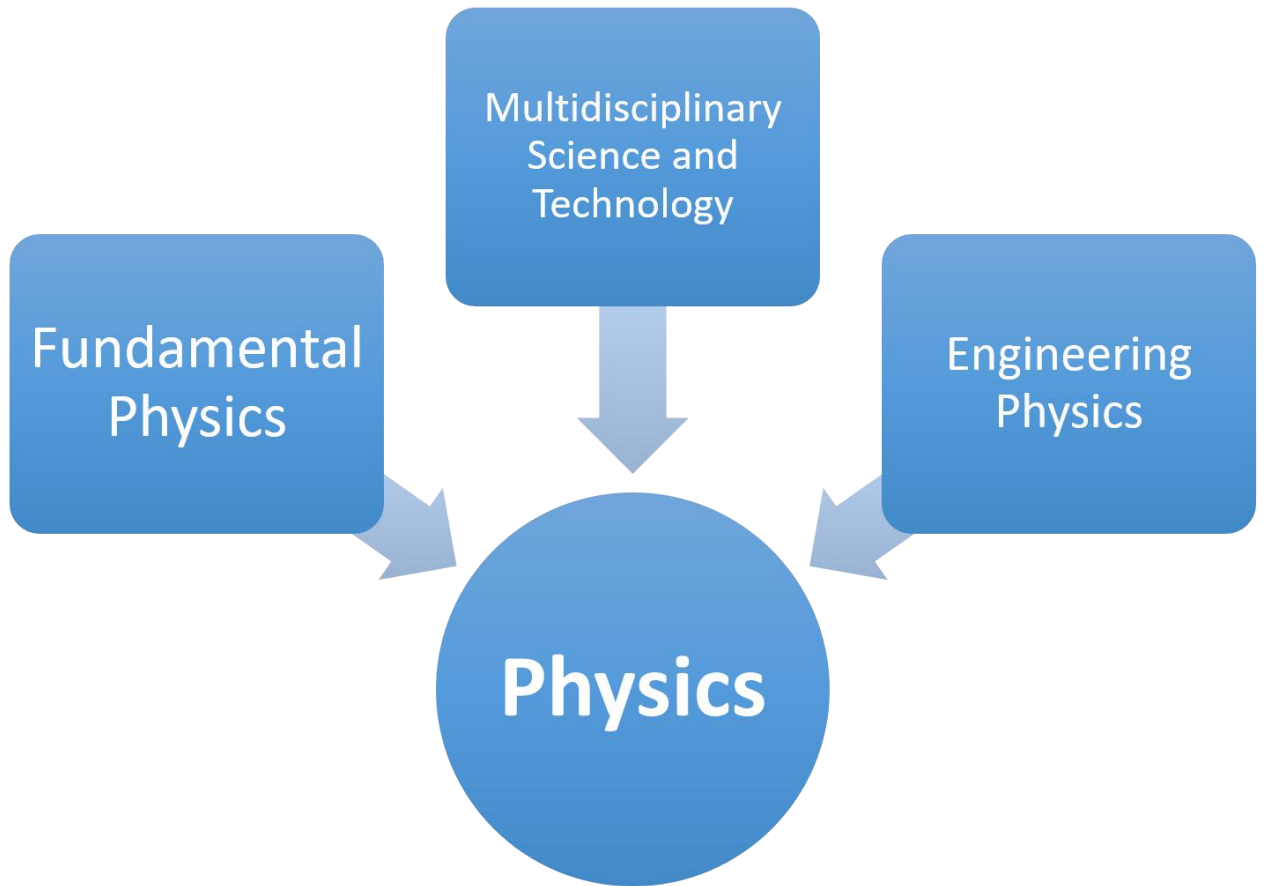 Multidisciplinary
Science and
Technology
Fundamental
Physics
Engineering
Physics
Physics